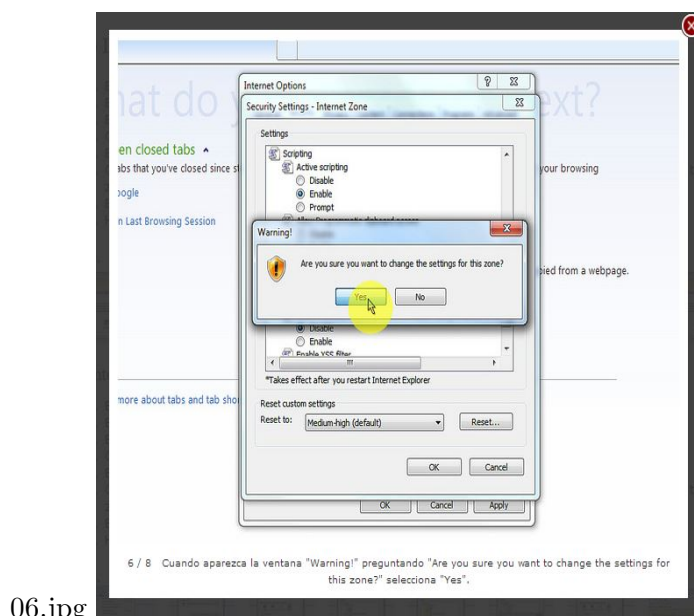 hat do y
ext?
Internet Options
Security Settings - Internet Zone
Settings
en closed tabs
abs that you've closed since st
your browsing
oogle
n Last Browsing Session
Scripting
Active scripting
Disable
Enable
Prompt
Warning!
Are you sure you want to change the settings for this zone?
opied from a webpage.
Yes
No
Disable
Enable
Enable XSS filter
*Takes effect after you restart Internet Explorer
more about tabs and tab sho
Reset custom settings
Reset to:
Medium-high (default)
Reset...
OK
Cancel
OK
Cancel
Apply
6 / 8 Cuando aparezca la ventana "Warning!" preguntando "Are you sure you want to change the settings for
this zone?" selecciona "Yes".
06.jpg